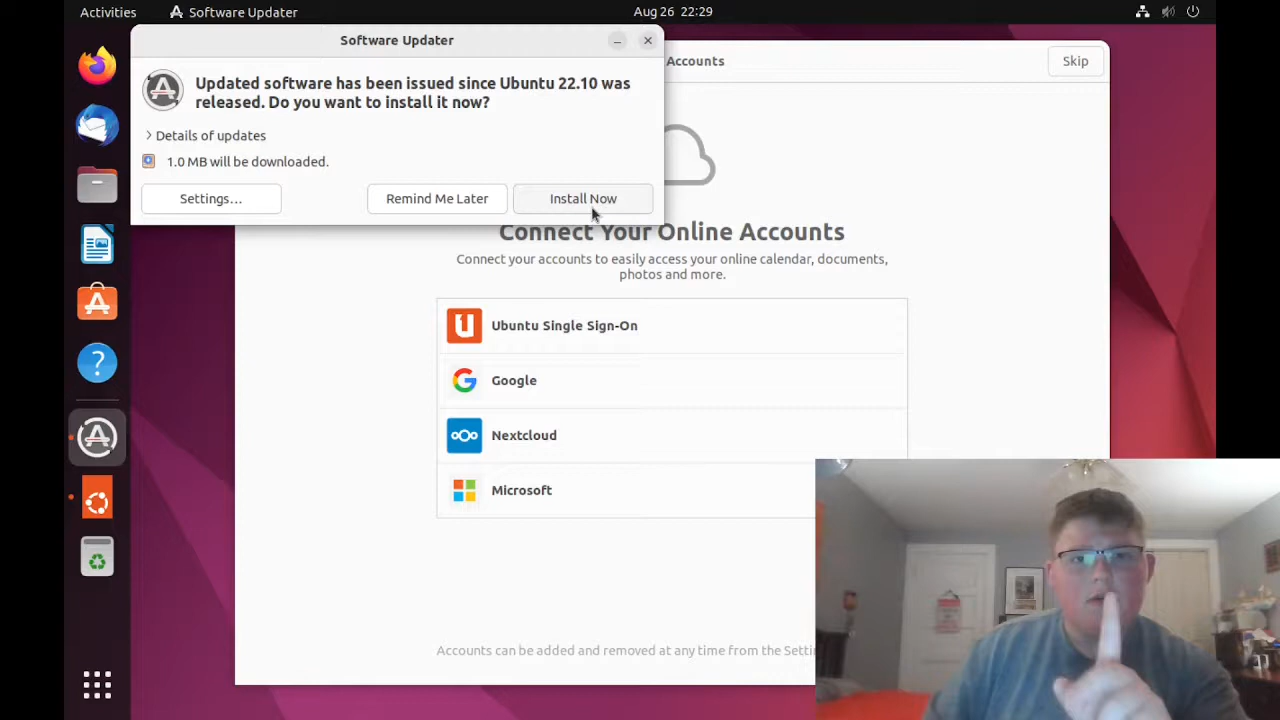 Activities
Software Updater
Aug 26 22:29
Software Updater
Updated software has been issued since Ubuntu 22.10 was
released. Do you want to install it now?
Details of updates
1.0 MB will be downloaded.
Settings...
Remind Me Later
Install Now
Accounts
Skip
Connect Your Online Accounts
Connect your accounts to easily access your online calendar, documents,
photos and more.
Ubuntu Single Sign-On
Google
Nextcloud
Microsoft
Accounts can be added and removed at any time from the Setti